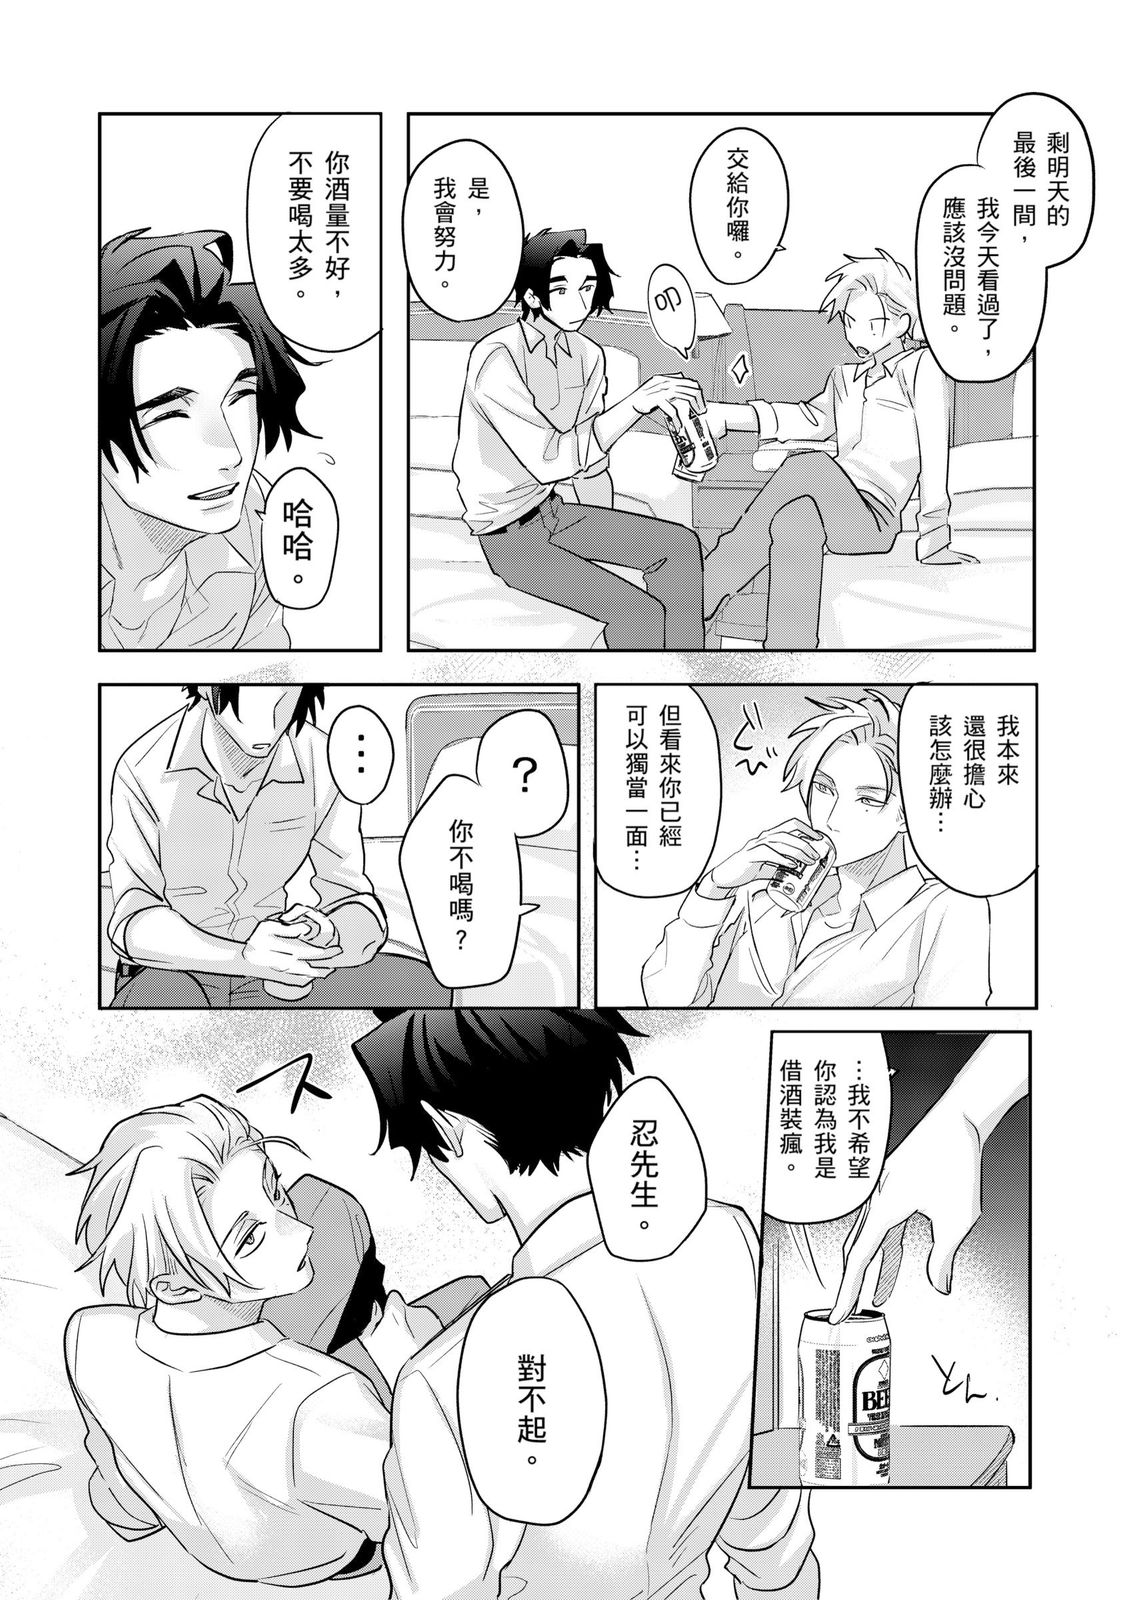 剩明天的
最後一間，
我今天看過了，
應該沒問題。
交給你囉。
叩
是，
我會努力。
你酒量不好，
不要喝太多。
哈哈。
我本來
還很擔心
該怎麼辦…
但看來你已經
可以獨當一面…
？
你不喝嗎？
…
…我不希望
你認為我是
借酒裝瘋。
とん
BEE
忍先生。
ス
對不起。